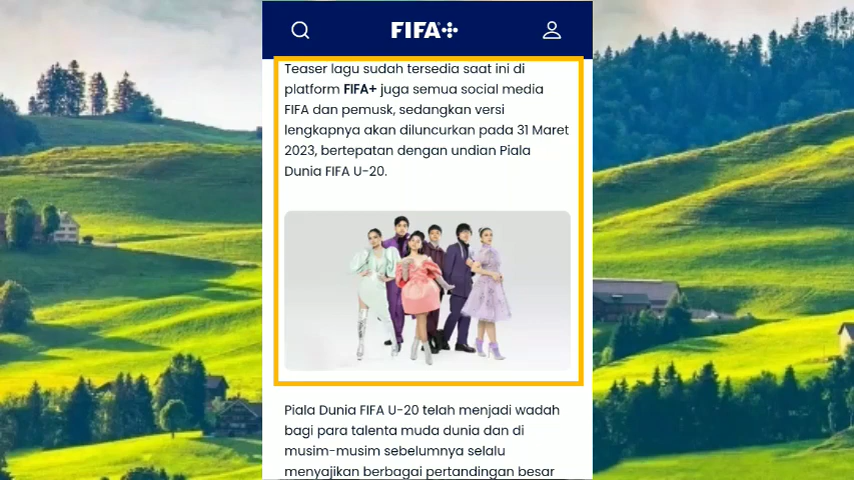 FIFA+
Teaser lagu sudah tersedia saat ini di
platform FIFA+ juga semua social media
FIFA dan pemusk, sedangkan versi
lengkapnya akan diluncurkan pada 31 Maret
2023, bertepatan dengan undian Piala
Dunia FIFA U-20.
Piala Dunia FIFA U-20 telah menjadi wadah
bagi para talenta muda dunia dan di
musim-musim sebelumnya selalu
menyajikan berbagai pertandingan besar